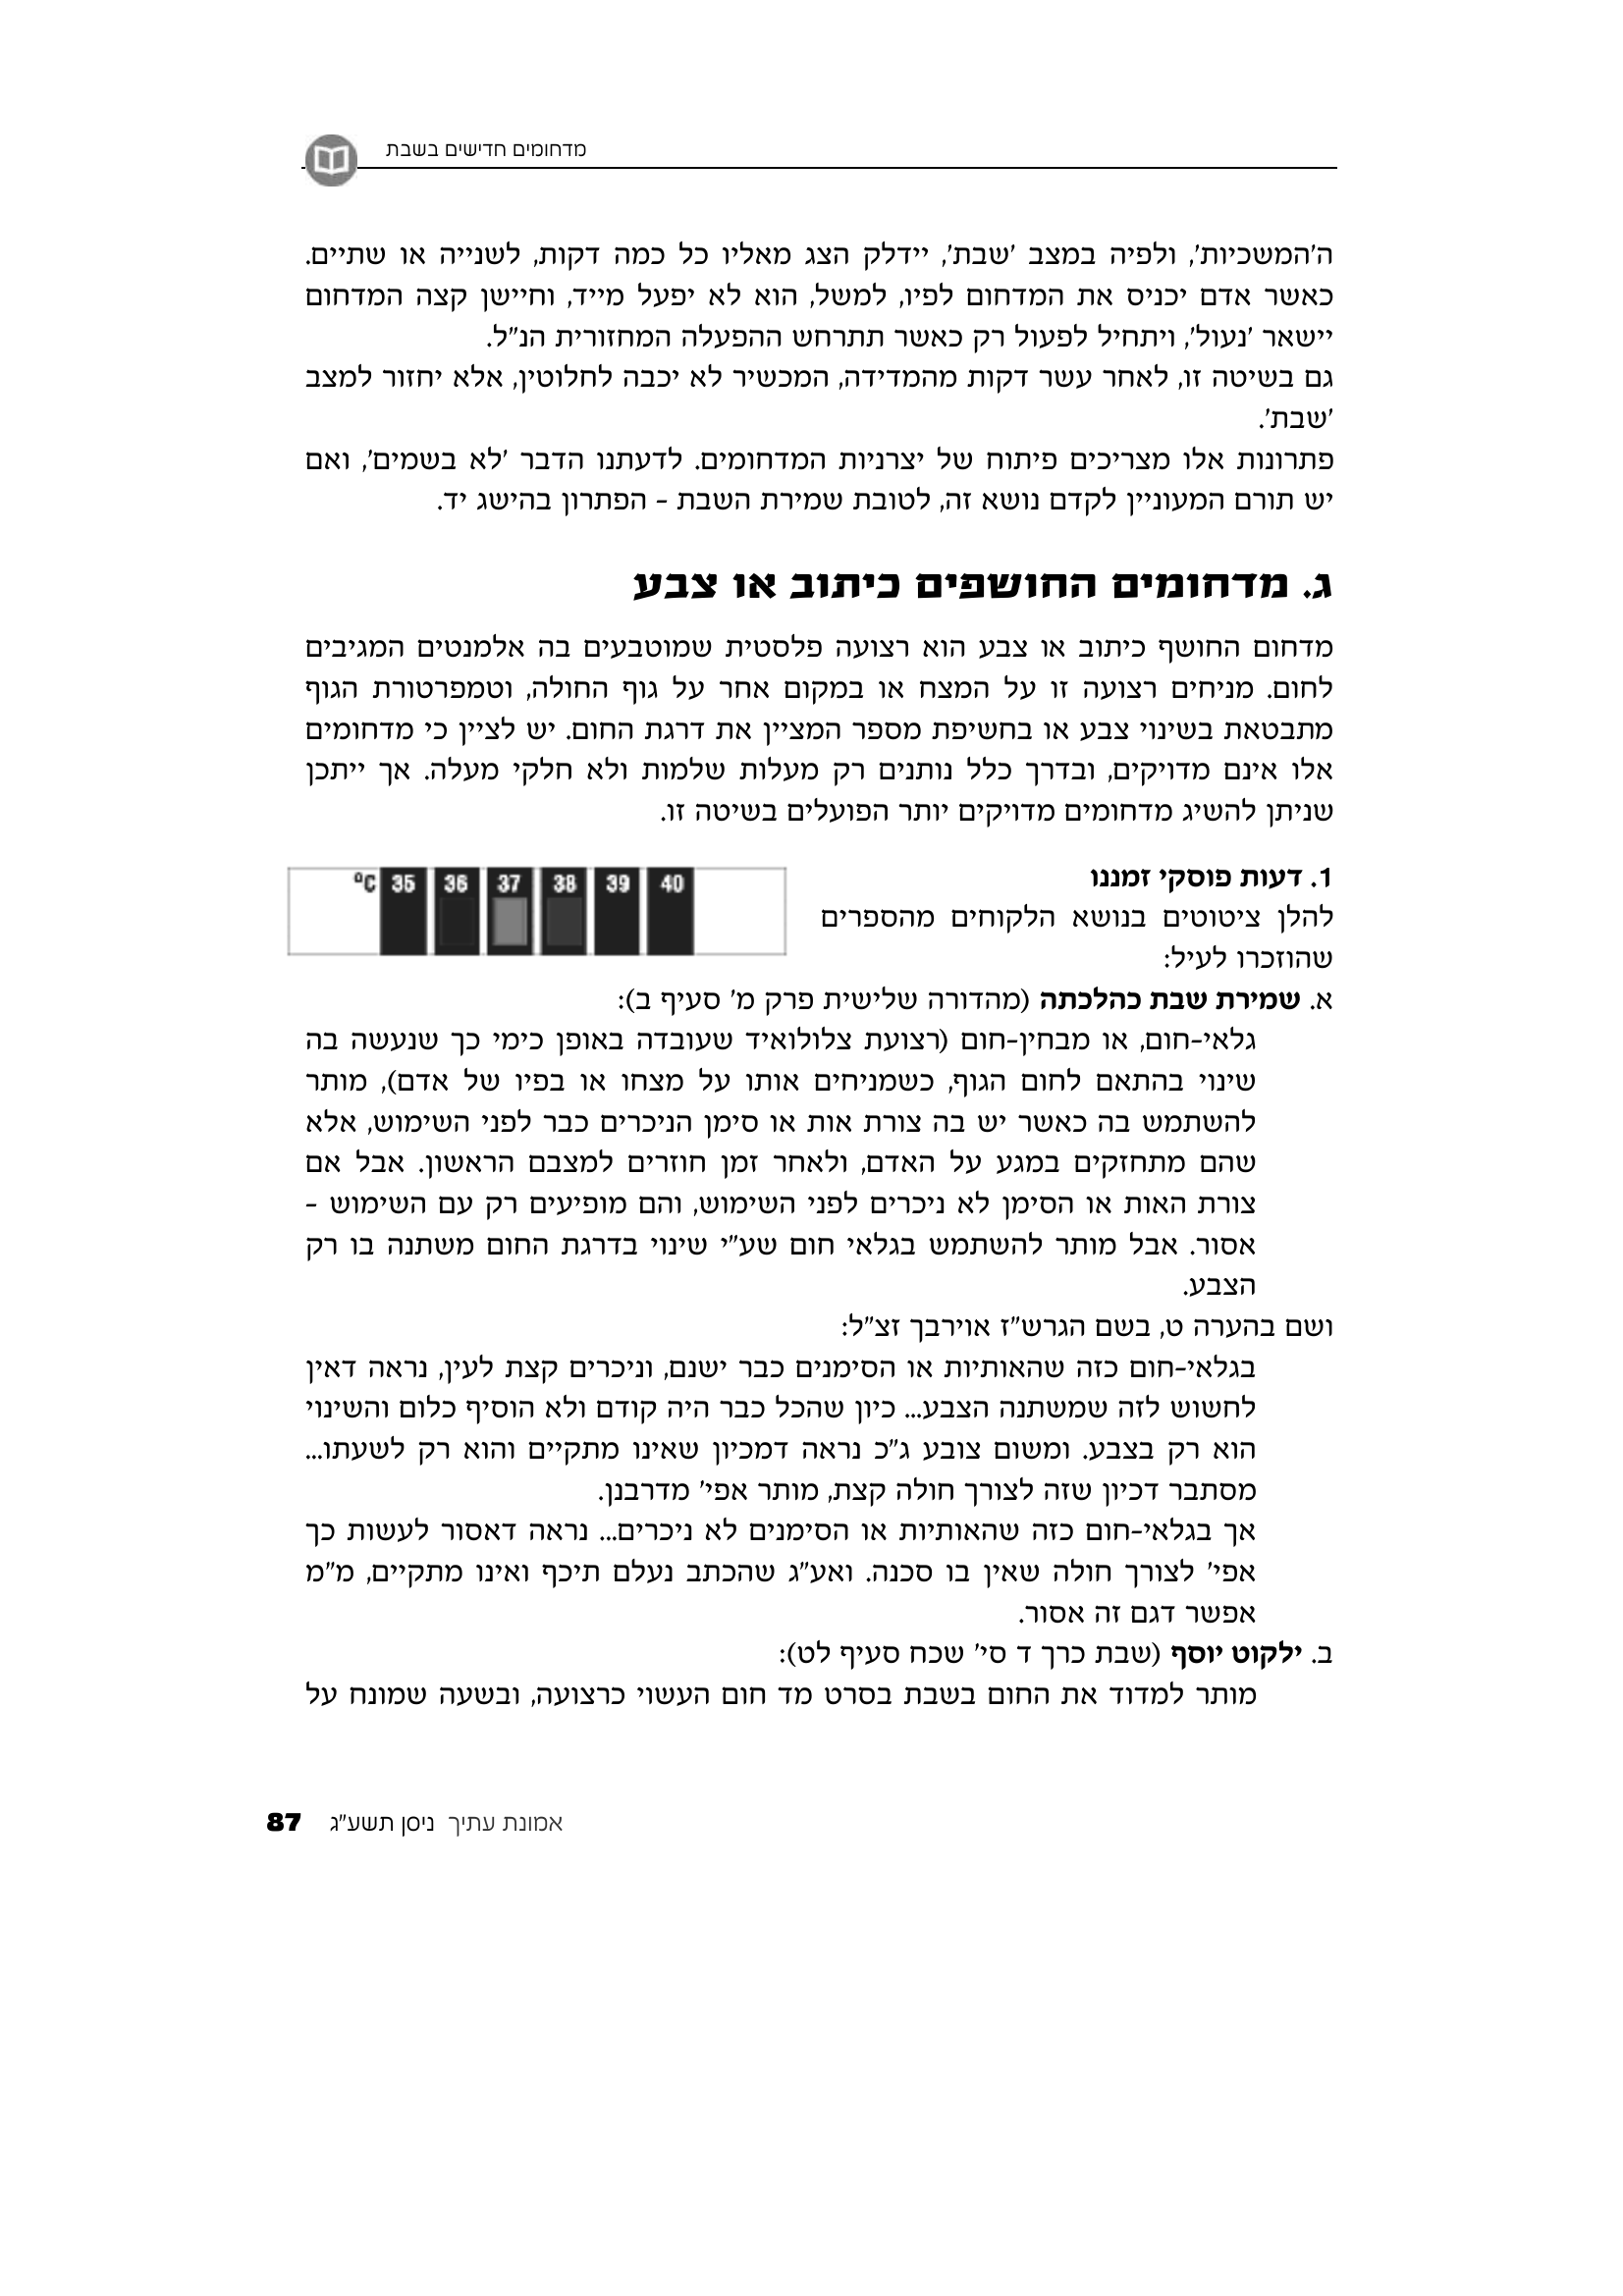 מדחומים חדישים בשבת
ה'המשכיות', ולפיה במצב 'שבת', יידלק הצג מאליו כל כמה דקות, לשנייה או שתיים.
כאשר אדם יכניס את המדחום לפיו, למשל, הוא לא יפעל מייד, וחיישן קצה המדחום
יישאר 'נעול', ויתחיל לפעול רק כאשר תתרחש ההפעלה המחזורית הנ"ל.
גם בשיטה זו, לאחר עשר דקות מהמדידה, המכשיר לא יכבה לחלוטין, אלא יחזור למצב
'שבת'.
פתרונות אלו מצריכים פיתוח של יצרניות המדחומים. לדעתנו הדבר 'לא בשמים', ואם
יש תורם המעוניין לקדם נושא זה, לטובת שמירת השבת – הפתרון בהישג יד.
ג. מדחומים החושפים כיתוב או צבע
מדחום החושף כיתוב או צבע הוא רצועה פלסטית שמוטבעים בה אלמנטים המגיבים
לחום. מניחים רצועה זו על המצח או במקום אחר על גוף החולה, וטמפרטורת הגוף
מתבטאת בשינוי צבע או בחשיפת מספר המציין את דרגת החום. יש לציין כי מדחומים
אלו אינם מדויקים, ובדרך כלל נותנים רק מעלות שלמות ולא חלקי מעלה. אך ייתכן
שניתן להשיג מדחומים מדויקים יותר הפועלים בשיטה זו.
1. דעות פוסקי זמננו
ºC 35 36 37 38 39 40
להלן ציטוטים בנושא הלקוחים מהספרים
שהוזכרו לעיל:
א. שמירת שבת כהלכתה (מהדורה שלישית פרק מ' סעיף ב):
גלאי-חום, או מבחין-חום (רצועת צלולואיד שעובדה באופן כימי כך שנעשה בה
שינוי בהתאם לחום הגוף, כשמניחים אותו על מצחו או בפיו של אדם), מותר
להשתמש בה כאשר יש בה צורת אות או סימן הניכרים כבר לפני השימוש, אלא
שהם מתחזקים במגע על האדם, ולאחר זמן חוזרים למצבם הראשון. אבל אם
צורת האות או הסימן לא ניכרים לפני השימוש, והם מופיעים רק עם השימוש –
אסור. אבל מותר להשתמש בגלאי חום שע"י שינוי בדרגת החום משתנה בו רק
הצבע.
ושם בהערה ט, בשם הגרש"ז אוירבך זצ"ל:
בגלאי-חום כזה שהאותיות או הסימנים כבר ישנם, וניכרים קצת לעין, נראה דאין
לחשוש לזה שמשתנה הצבע... כיון שהכל כבר היה קודם ולא הוסיף כלום והשינוי
הוא רק בצבע. ומשום צובע ג"כ נראה דמכיון שאינו מתקיים והוא רק לשעתו...
מסתבר דכיון שזה לצורך חולה קצת, מותר אפי' מדרבנן.
אך בגלאי-חום כזה שהאותיות או הסימנים לא ניכרים... נראה דאסור לעשות כך
אפי' לצורך חולה שאין בו סכנה. ואע"ג שהכתב נעלם תיכף ואינו מתקיים, מ"מ
אפשר דגם זה אסור.
ב. ילקוט יוסף (שבת כרך ד סי' שכח סעיף לט):
מותר למדוד את החום בשבת בסרט מד חום העשוי כרצועה, ובשעה שמונח על
אמונת עתיך ניסן תשע"ג 87